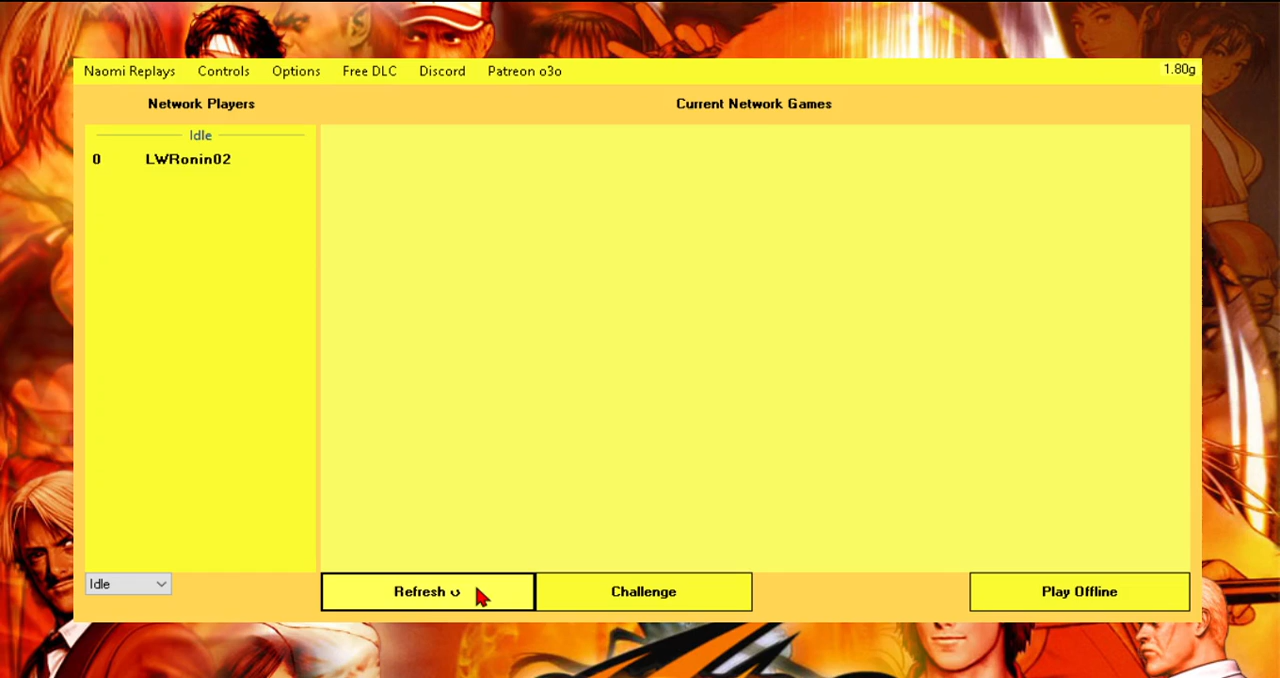 Naomi Replays Controls Options Free DLC Discord Patreon o3o 1.80g
Network Players Current Network Games
Idle
0 LWRonin02
Idle
Refresh Challenge Play Offline